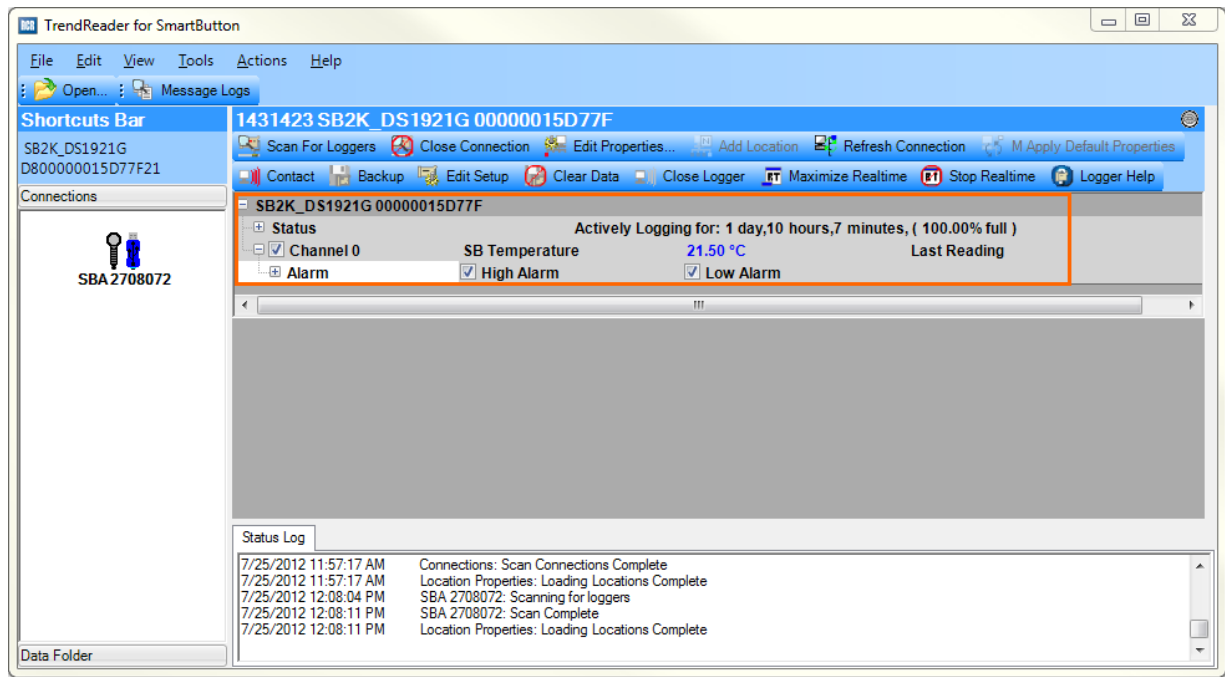 ACR TrendReader for SmartButton
File Edit View Tools Actions Help
Open... Message Logs
Shortcuts Bar
SB2K_DS1921G
D800000015D77F21
Connections
SBA 2708072
Data Folder
1431423 SB2K_DS1921G 00000015D77F
Scan For Loggers Close Connection Edit Properties... Add Location Refresh Connection M Apply Default Properties
Contact Backup Edit Setup Clear Data Close Logger RT Maximize Realtime RT Stop Realtime Logger Help
SB2K_DS1921G 00000015D77F
Status Actively Logging for: 1 day,10 hours,7 minutes, ( 100.00% full )
Channel 0 SB Temperature 21.50 °C Last Reading
Alarm High Alarm Low Alarm
Status Log
7/25/2012 11:57:17 AM Connections: Scan Connections Complete
7/25/2012 11:57:17 AM Location Properties: Loading Locations Complete
7/25/2012 12:08:04 PM SBA 2708072: Scanning for loggers
7/25/2012 12:08:11 PM SBA 2708072: Scan Complete
7/25/2012 12:08:11 PM Location Properties: Loading Locations Complete